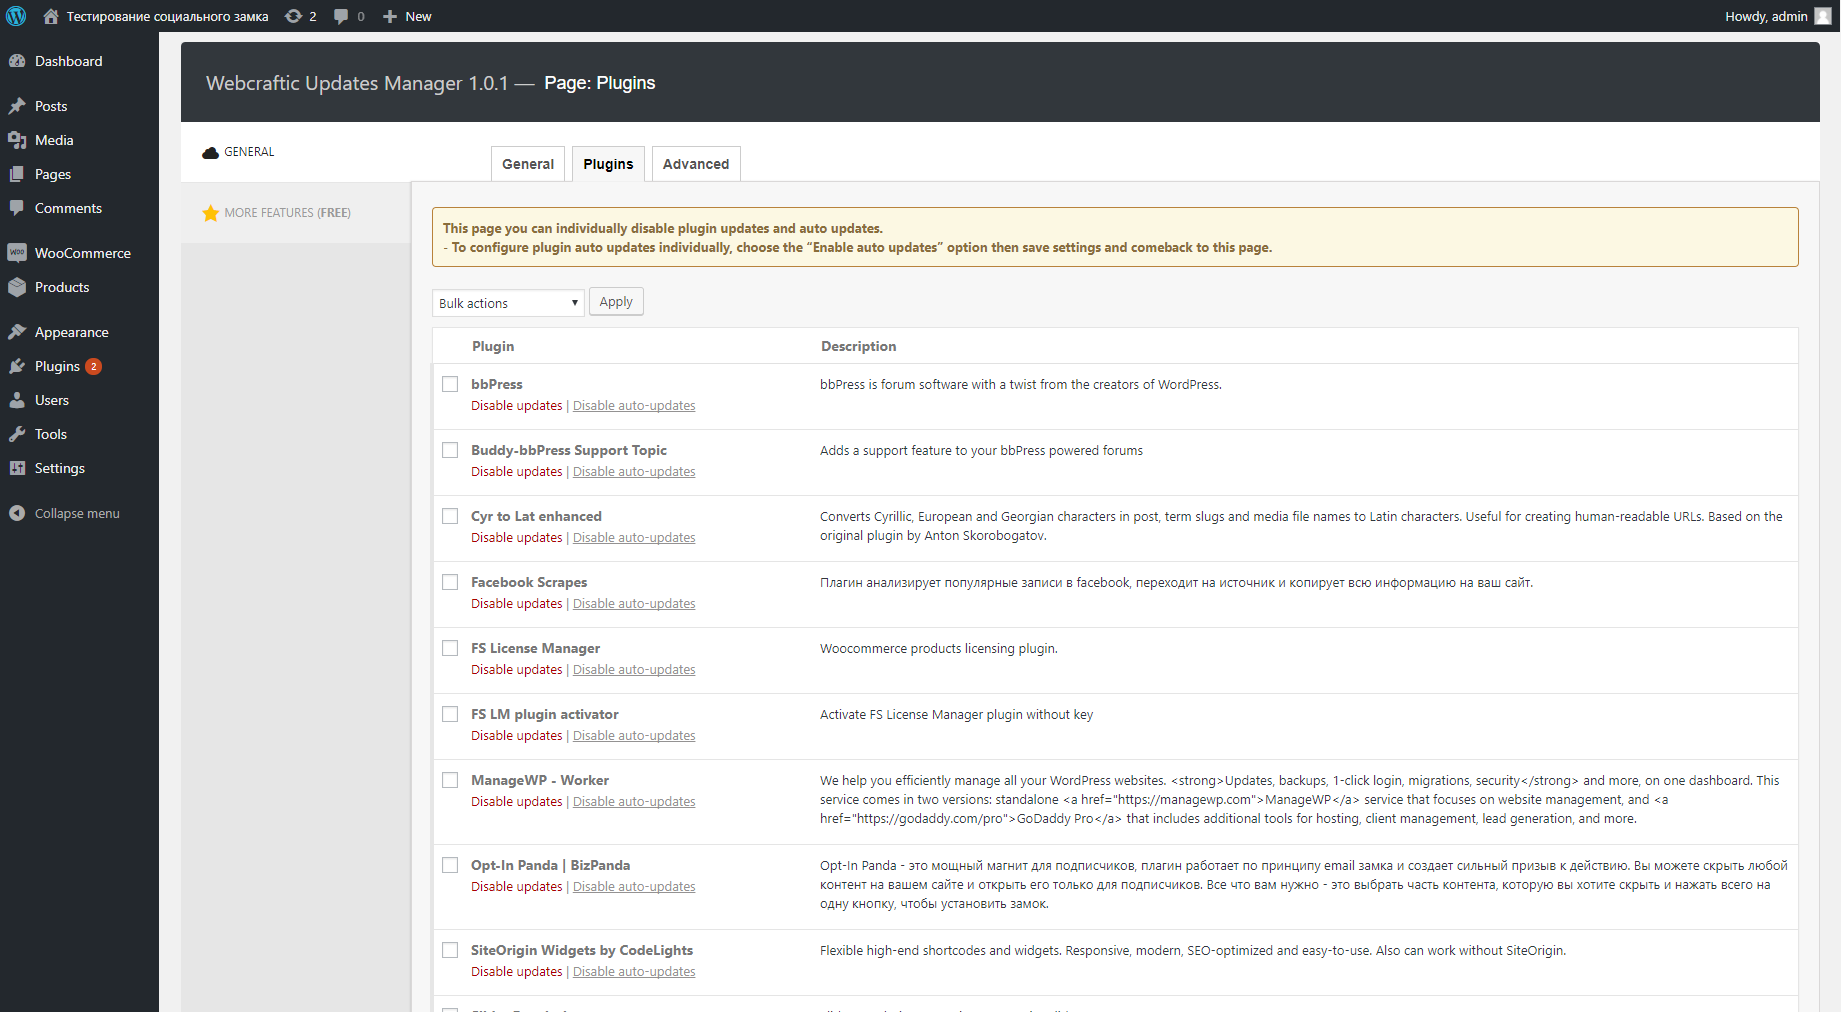 Тестирование социального замка 2 0 New Howdy, admin
Dashboard
Posts
Media
Pages
Comments
WooCommerce
Products
Appearance
Plugins 2
Users
Tools
Settings
Collapse menu
Webcraftic Updates Manager 1.0.1 — Page: Plugins
GENERAL
MORE FEATURES (FREE)
General Plugins Advanced
This page you can individually disable plugin updates and auto updates.
- To configure plugin auto updates individually, choose the “Enable auto updates” option then save settings and comeback to this page.
Bulk actions Apply
Plugin Description
bbPress
Disable updates | Disable auto-updates
bbPress is forum software with a twist from the creators of WordPress.
Buddy-bbPress Support Topic
Disable updates | Disable auto-updates
Adds a support feature to your bbPress powered forums
Cyr to Lat enhanced
Disable updates | Disable auto-updates
Converts Cyrillic, European and Georgian characters in post, term slugs and media file names to Latin characters. Useful for creating human-readable URLs. Based on the
original plugin by Anton Skorobogatov.
Facebook Scrapes
Disable updates | Disable auto-updates
Плагин анализирует популярные записи в facebook, переходит на источник и копирует всю информацию на ваш сайт.
FS License Manager
Disable updates | Disable auto-updates
Woocommerce products licensing plugin.
FS LM plugin activator
Disable updates | Disable auto-updates
Activate FS License Manager plugin without key
ManageWP - Worker
Disable updates | Disable auto-updates
We help you efficiently manage all your WordPress websites. <strong>Updates, backups, 1-click login, migrations, security</strong> and more, on one dashboard. This
service comes in two versions: standalone <a href="https://managewp.com">ManageWP</a> service that focuses on website management, and <a
href="https://godaddy.com/pro">GoDaddy Pro</a> that includes additional tools for hosting, client management, lead generation, and more.
Opt-In Panda | BizPanda
Disable updates | Disable auto-updates
Opt-In Panda - это мощный магнит для подписчиков, плагин работает по принципу email замка и создает сильный призыв к действию. Вы можете скрыть любой
контент на вашем сайте и открыть его только для подписчиков. Все что вам нужно - это выбрать часть контента, которую вы хотите скрыть и нажать всего на
одну кнопку, чтобы установить замок.
SiteOrigin Widgets by CodeLights
Disable updates | Disable auto-updates
Flexible high-end shortcodes and widgets. Responsive, modern, SEO-optimized and easy-to-use. Also can work without SiteOrigin.